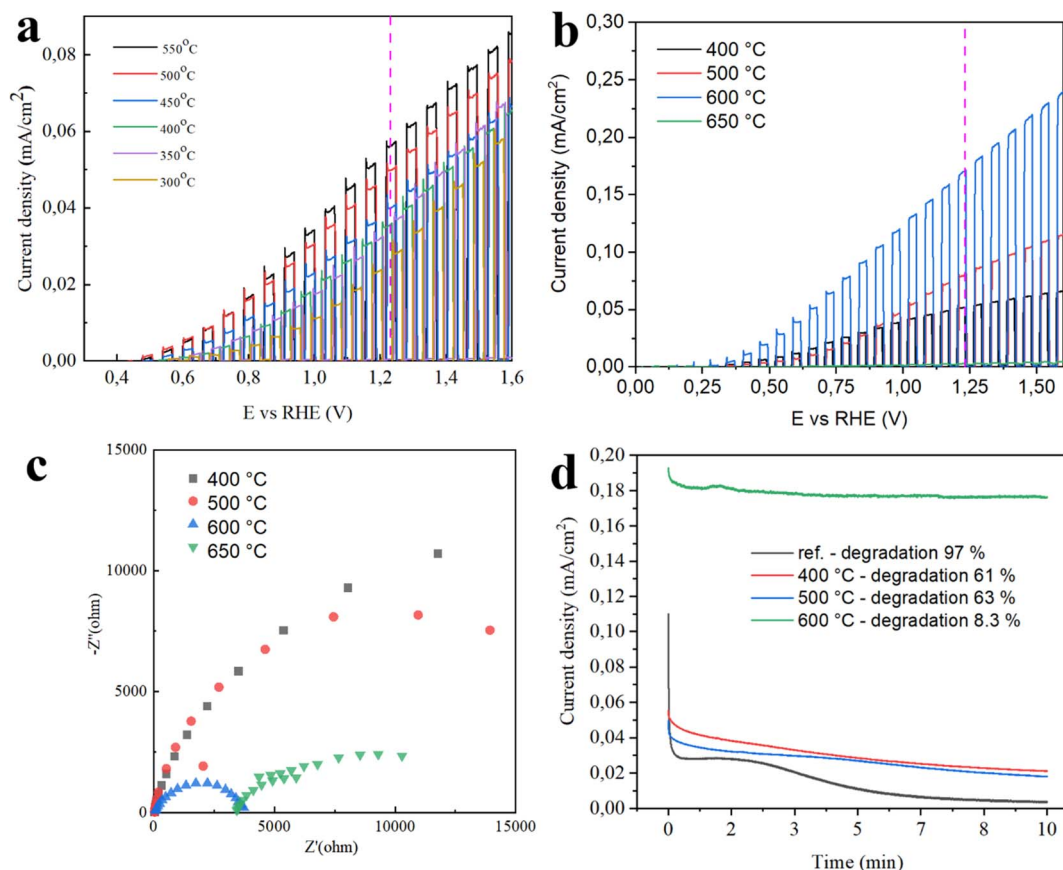 a
0,08
0,06
0,04
0,02
0,00
Current density (mA/cm²)
550°C
500°C
450°C
400°C
350°C
300°C
0,4 0,6 0,8 1,0 1,2 1,4 1,6
E vs RHE (V)
b
0,30
0,25
0,20
0,15
0,10
0,05
0,00
Current density (mA/cm²)
400 °C
500 °C
600 °C
650 °C
0,00 0,25 0,50 0,75 1,00 1,25 1,50
E vs RHE (V)
c
15000
10000
5000
0
-Z''(ohm)
400 °C
500 °C
600 °C
650 °C
0 5000 10000 15000
Z'(ohm)
d
0,20
0,18
0,16
0,14
0,12
0,10
0,08
0,06
0,04
0,02
0,00
Current density (mA/cm²)
ref. - degradation 97 %
400 °C - degradation 61 %
500 °C - degradation 63 %
600 °C - degradation 8.3 %
0 2 3 5 7 8 10
Time (min)